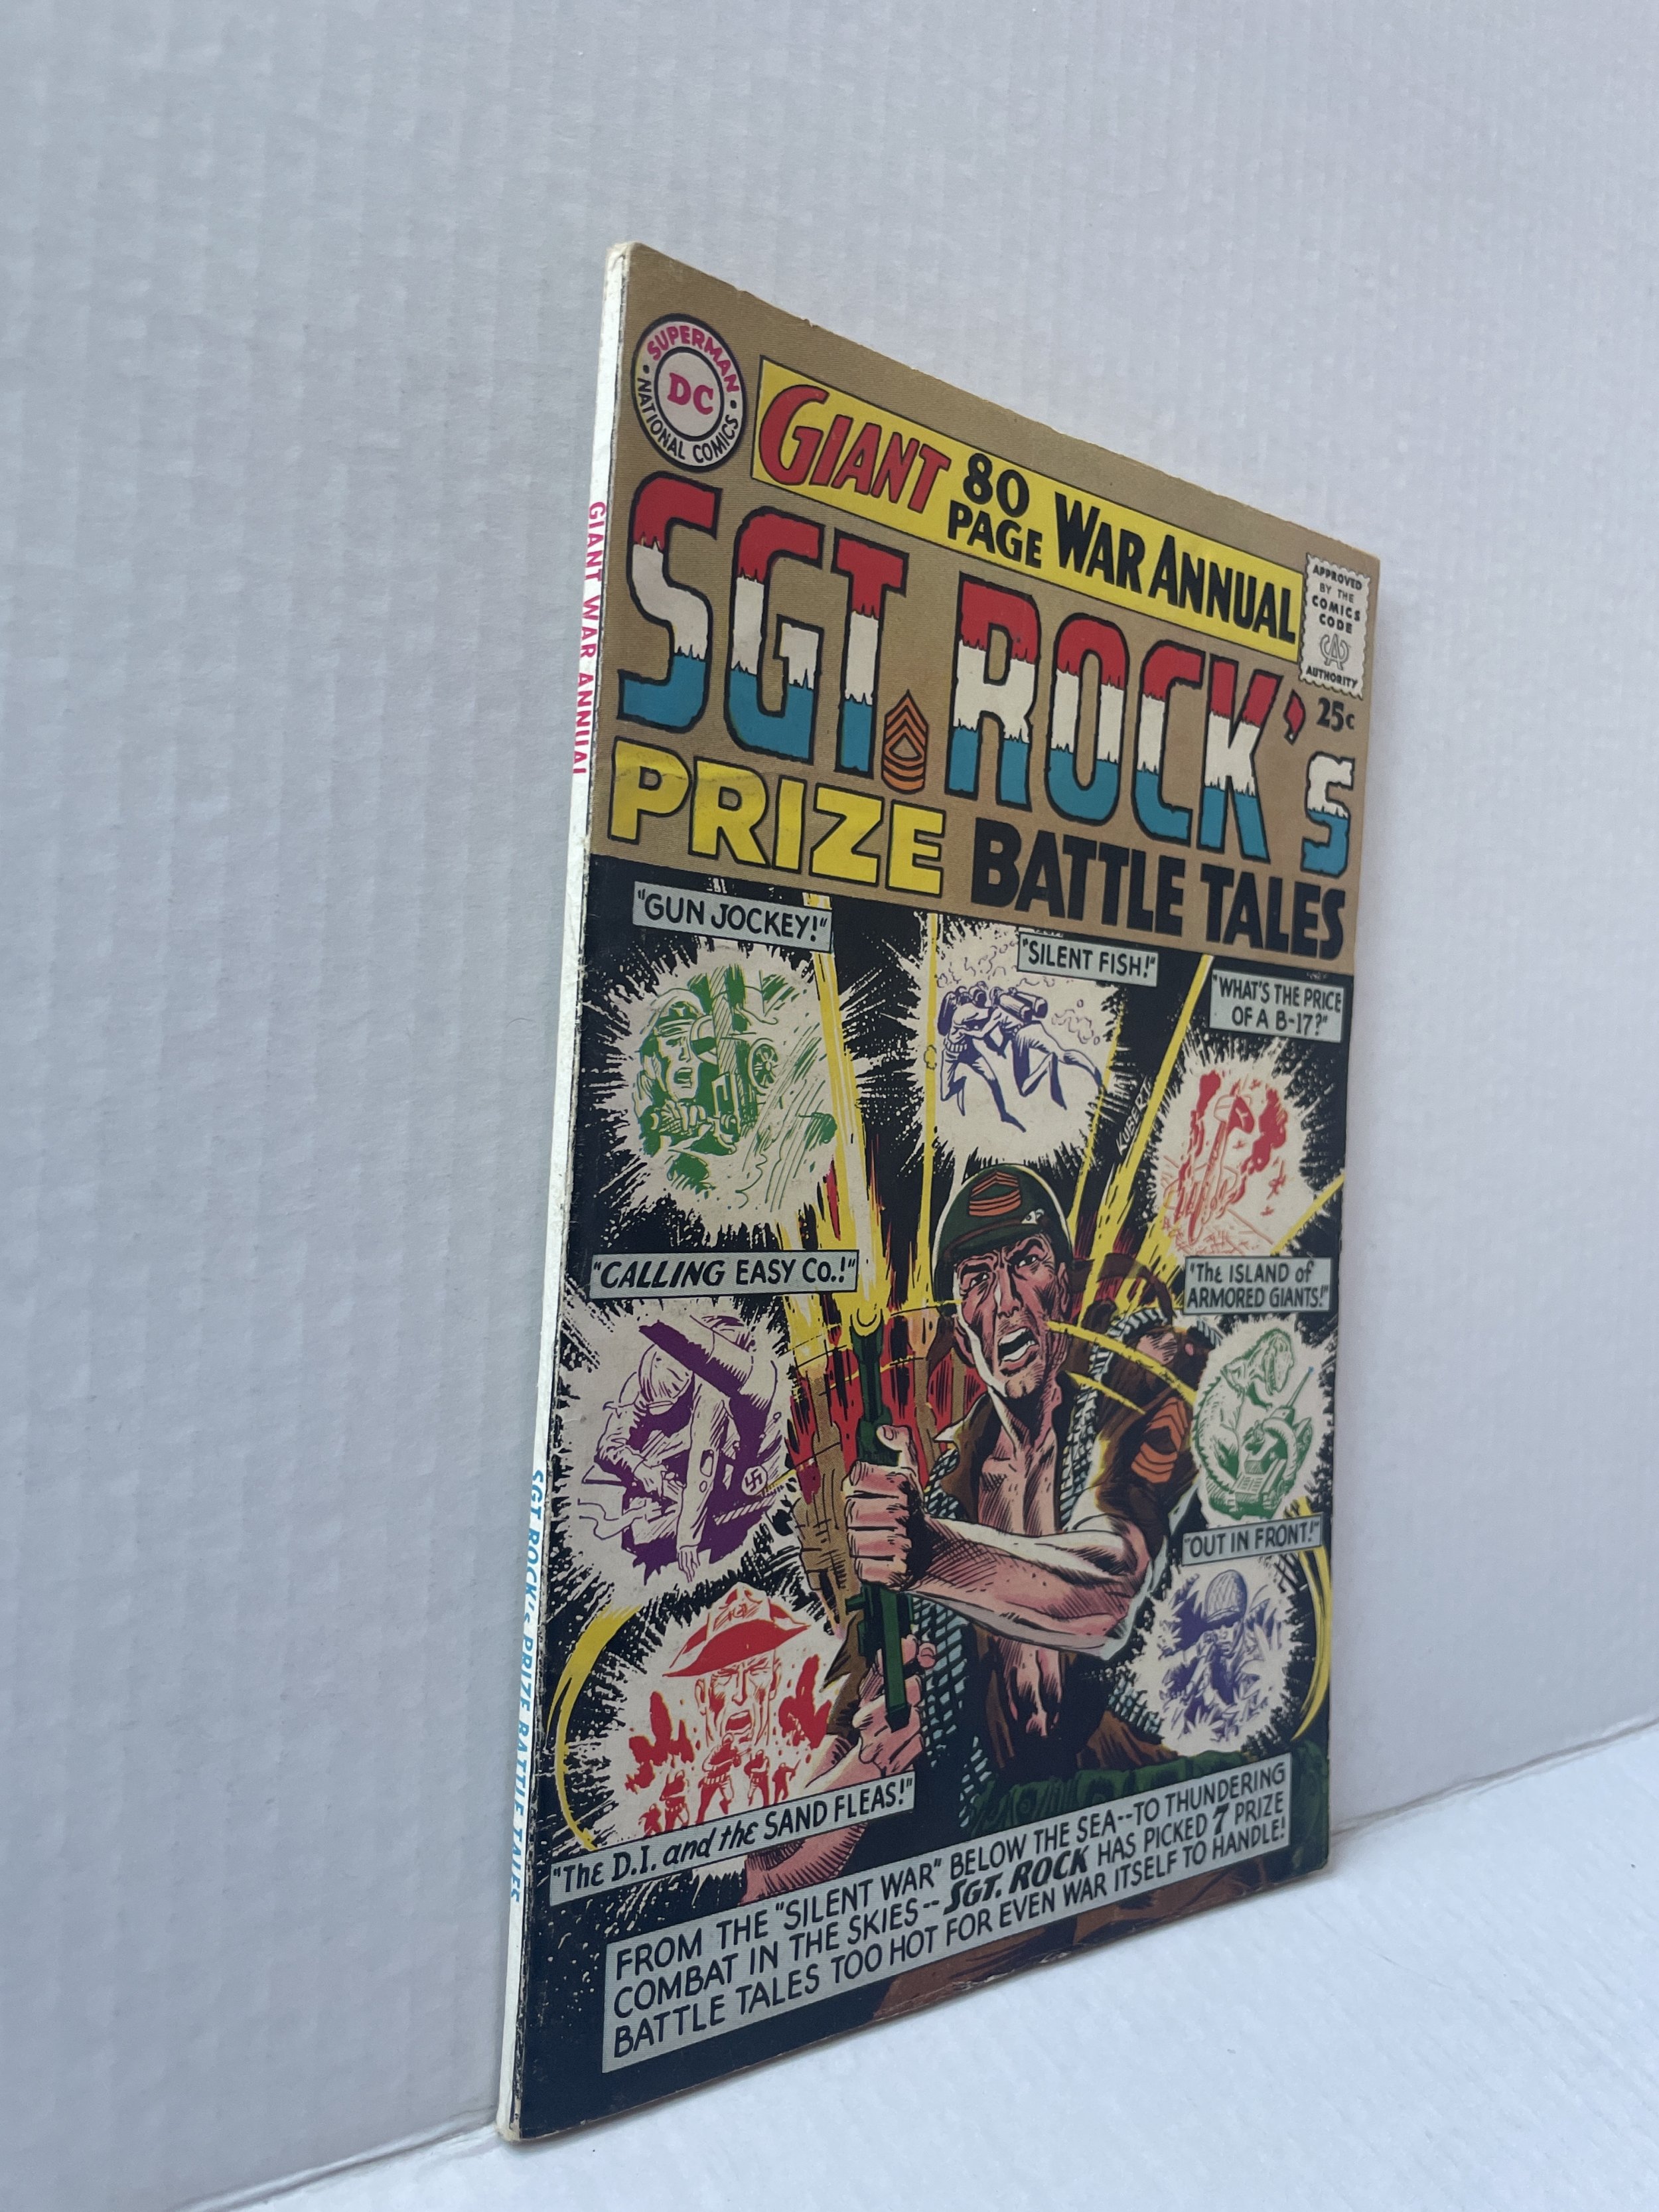 SUPERMAN
DC
NATIONAL COMICS
GIANT 80 PAGE WAR ANNUAL
APPROVED
BY THE
COMICS
CODE
CA
AUTHORITY
25¢
SGT. ROCK's
PRIZE BATTLE TALES
"GUN JOCKEY!"
"SILENT FISH!"
"WHAT'S THE PRICE
OF A B-17?"
KUBERT
"CALLING EASY CO.!"
"The ISLAND of
ARMORED GIANTS!"
"OUT IN FRONT!"
"The D.I. and the SAND FLEAS!"
FROM THE "SILENT WAR" BELOW THE SEA--TO THUNDERING
COMBAT IN THE SKIES--SGT. ROCK HAS PICKED 7 PRIZE
BATTLE TALES TOO HOT FOR EVEN WAR ITSELF TO HANDLE!
GIANT WAR ANNUAL
SGT. ROCK's PRIZE BATTLE TALES